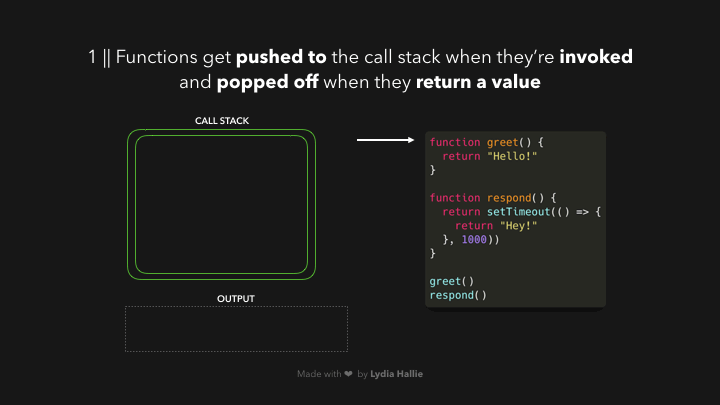 1 || Functions get pushed to the call stack when they’re invoked
and popped off when they return a value
CALL STACK
function greet() {
  return "Hello!"
}
function respond() {
  return setTimeout(() => {
    return "Hey!"
  }, 1000))
}
greet()
respond()
OUTPUT
Made with ❤ by Lydia Hallie